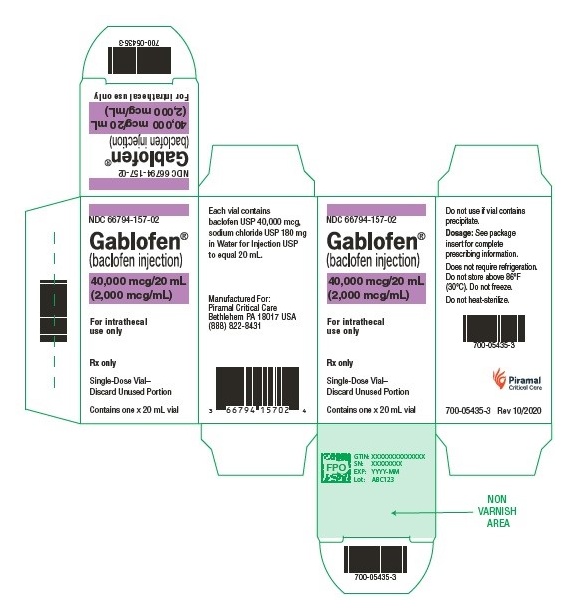 700-05435-3
For intrathecal use only
40,000 mcg/20 mL
(2,000 mcg/mL)
Gablofen®
(baclofen injection)
NDC 66794-157-02
NDC 66794-157-02
Gablofen®
(baclofen injection)
40,000 mcg/20 mL
(2,000 mcg/mL)
For intrathecal
use only
Rx only
Single-Dose Vial–
Discard Unused Portion
Contains one x 20 mL vial
Each vial contains
baclofen USP 40,000 mcg,
sodium chloride USP 180 mg
in Water for Injection USP
to equal 20 mL.
Manufactured For:
Piramal Critical Care
Bethlehem PA 18017 USA
(888) 822-8431
3 66794 15702 4
NDC 66794-157-02
Gablofen®
(baclofen injection)
40,000 mcg/20 mL
(2,000 mcg/mL)
For intrathecal
use only
Rx only
Single-Dose Vial–
Discard Unused Portion
Contains one x 20 mL vial
Do not use if vial contains
precipitate.
Dosage: See package
insert for complete
prescribing information.
Does not require refrigeration.
Do not store above 86°F
(30°C). Do not freeze.
Do not heat-sterilize.
700-05435-3
Piramal
Critical Care
700-05435-3 Rev 10/2020
FPO
GTIN: XXXXXXXXXXXXXX
SN: XXXXXXXX
EXP: YYYY-MM
Lot: ABC123
NON
VARNISH
AREA
700-05435-3